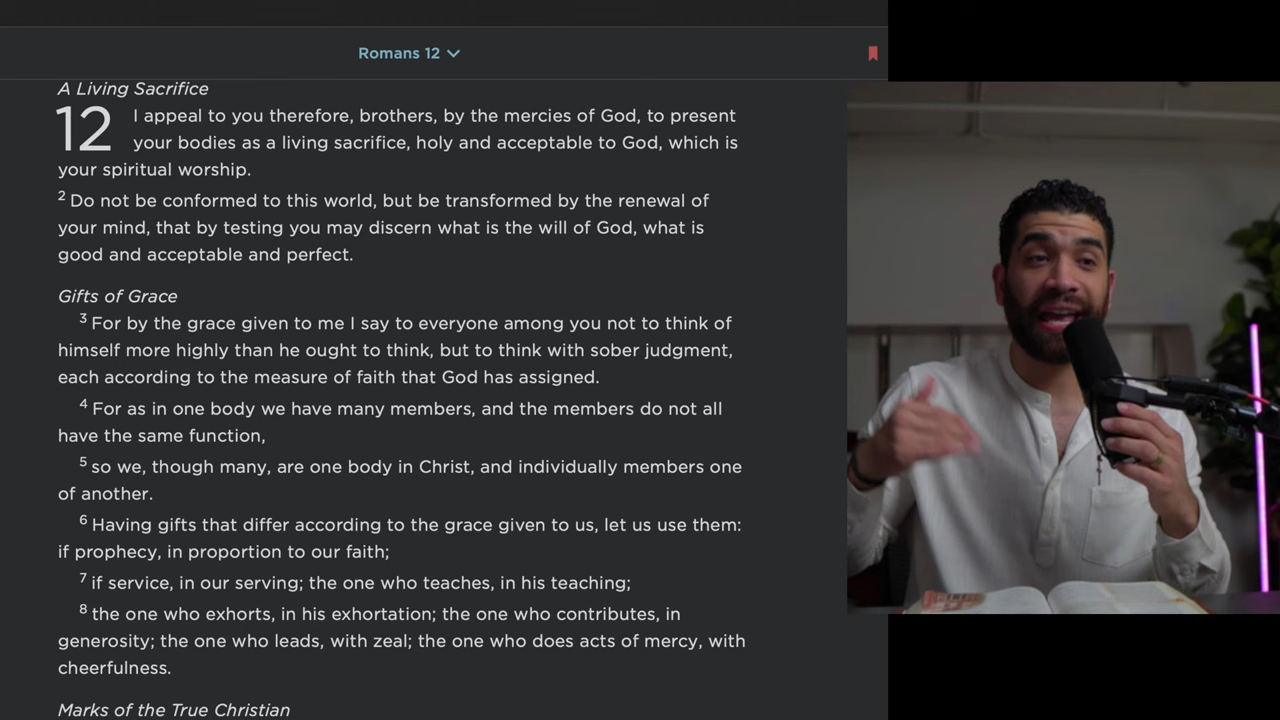 Romans 12
A Living Sacrifice
12 I appeal to you therefore, brothers, by the mercies of God, to present
your bodies as a living sacrifice, holy and acceptable to God, which is
your spiritual worship.
2 Do not be conformed to this world, but be transformed by the renewal of
your mind, that by testing you may discern what is the will of God, what is
good and acceptable and perfect.
Gifts of Grace
3 For by the grace given to me I say to everyone among you not to think of
himself more highly than he ought to think, but to think with sober judgment,
each according to the measure of faith that God has assigned.
4 For as in one body we have many members, and the members do not all
have the same function,
5 so we, though many, are one body in Christ, and individually members one
of another.
6 Having gifts that differ according to the grace given to us, let us use them:
if prophecy, in proportion to our faith;
7 if service, in our serving; the one who teaches, in his teaching;
8 the one who exhorts, in his exhortation; the one who contributes, in
generosity; the one who leads, with zeal; the one who does acts of mercy, with
cheerfulness.
Marks of the True Christian